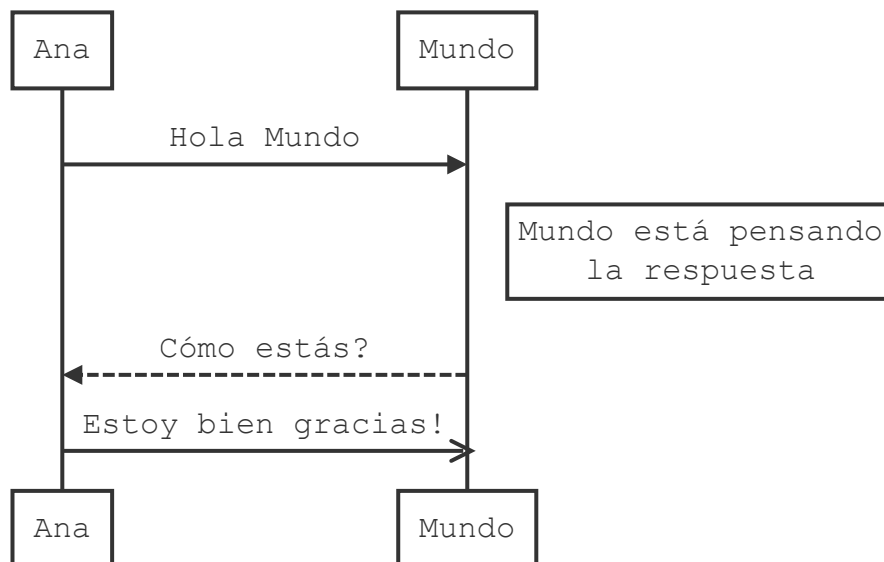 Ana
Mundo
Hola Mundo
Mundo está pensando
la respuesta
Cómo estás?
Estoy bien gracias!
Ana
Mundo